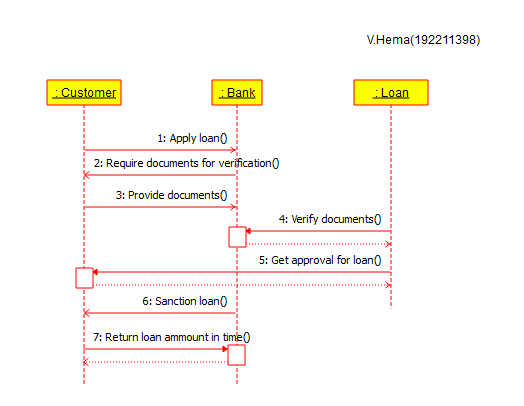 V.Hema(192211398)
: Customer
: Bank
: Loan
1: Apply loan()
2: Require documents for verification()
3: Provide documents()
4: Verify documents()
5: Get approval for loan()
6: Sanction loan()
7: Return loan ammount in time()